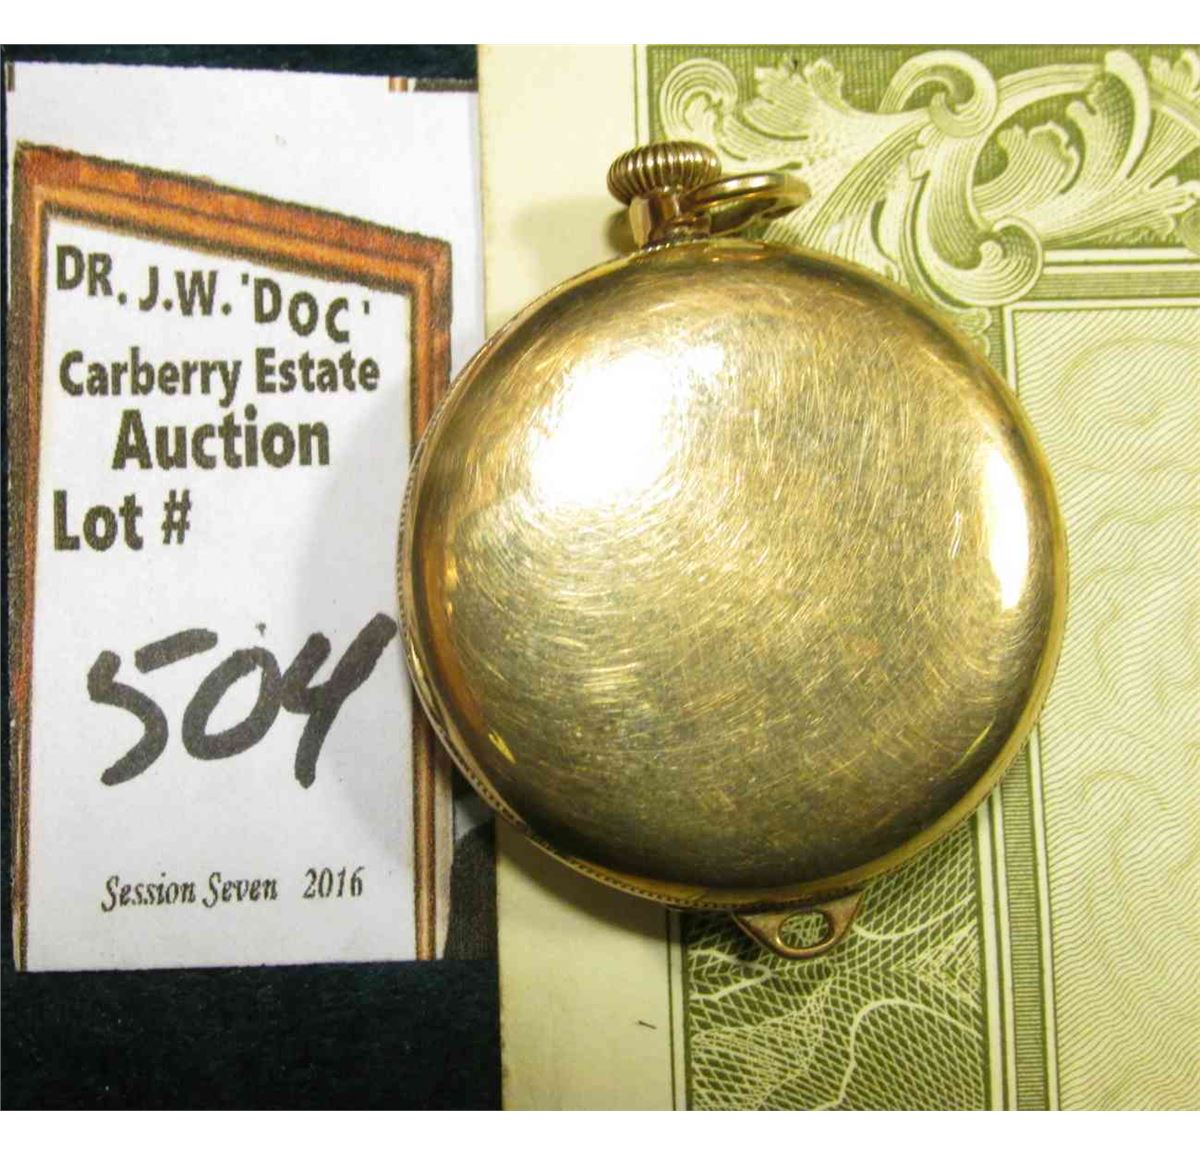 DR. J.W. 'DOC'
Carberry Estate
Auction
Lot #
504
Session Seven 2016